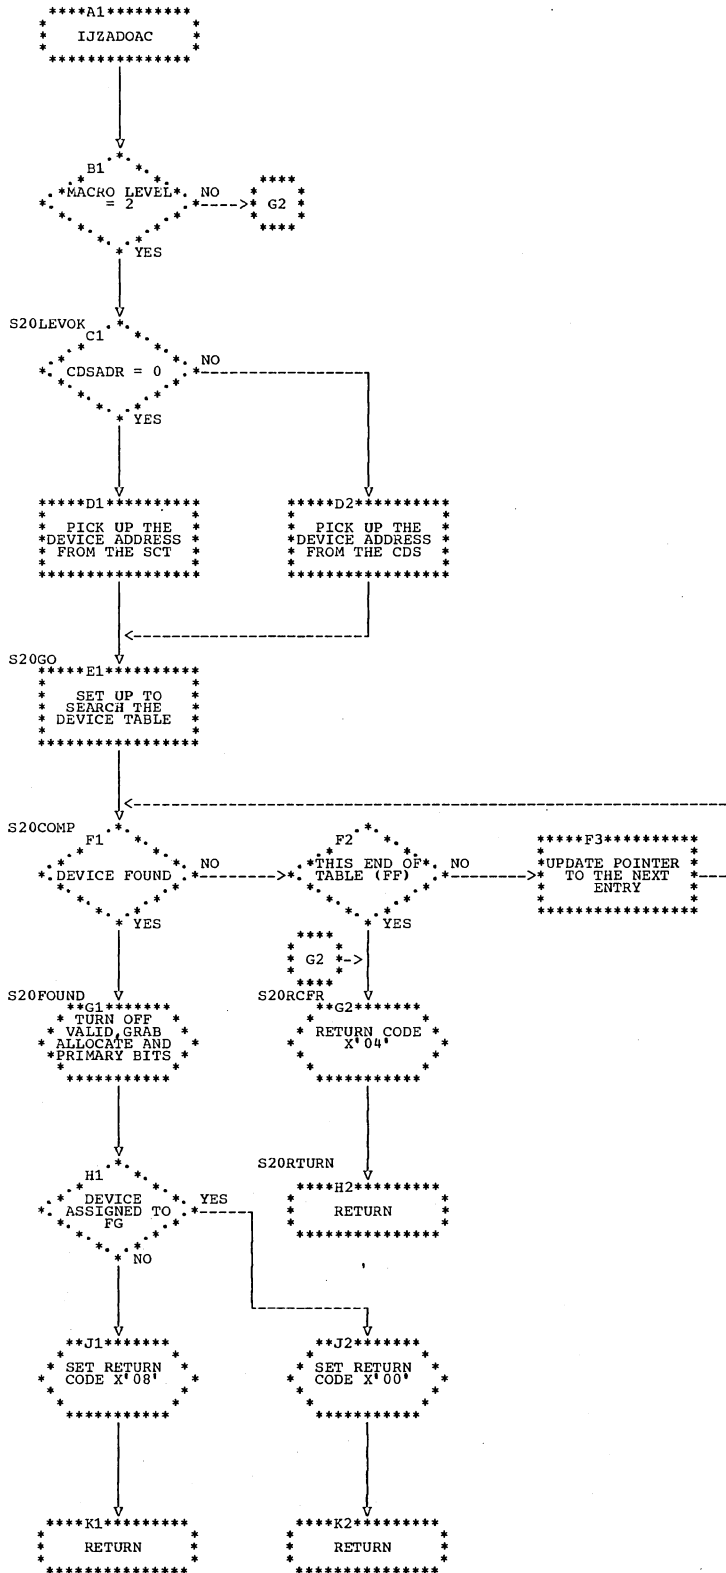 A1
IJZADOAC
B1
MACRO LEVEL
= 2
NO
G2
YES
S20LEVOK
C1
CDSADR = 0
NO
YES
D1
PICK UP THE
DEVICE ADDRESS
FROM THE SCT
D2
PICK UP THE
DEVICE ADDRESS
FROM THE CDS
S20GO
E1
SET UP TO
SEARCH THE
DEVICE TABLE
S20COMP
F1
DEVICE FOUND
NO
YES
F2
THIS END OF
TABLE (FF)
NO
YES
F3
UPDATE POINTER
TO THE NEXT
ENTRY
G2
S20FOUND
G1
TURN OFF
VALID,GRAB
ALLOCATE AND
PRIMARY BITS
S20RCFR
G2
RETURN CODE
X'04'
H1
DEVICE
ASSIGNED TO
FG
YES
NO
S20RTURN
H2
RETURN
J1
SET RETURN
CODE X'08'
J2
SET RETURN
CODE X'00'
K1
RETURN
K2
RETURN